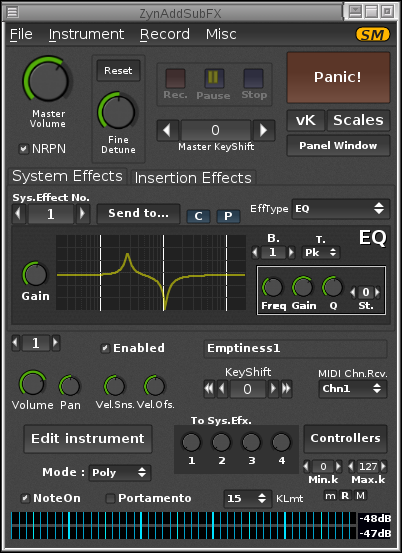 ZynAddSubFX
File Instrument Record Misc SM
Master Volume
NRPN
Reset
Fine Detune
Rec. Pause Stop
0
Master KeyShift
Panic!
vK Scales
Panel Window
System Effects Insertion Effects
Sys.Effect No.
1 Send to... C P EffType EQ
Gain
B. T. EQ
1 Pk
Freq Gain Q St.
0
1 Enabled Emptiness1
Volume Pan Vel.Sns. Vel.Ofs.
KeyShift
0
MIDI Chn.Rcv.
Chn1
Edit instrument
To Sys.Efx.
1 2 3 4
Controllers
Mode : Poly
0 127
Min.k Max.k
NoteOn Portamento 15 KLmt m R M
-48dB
-47dB